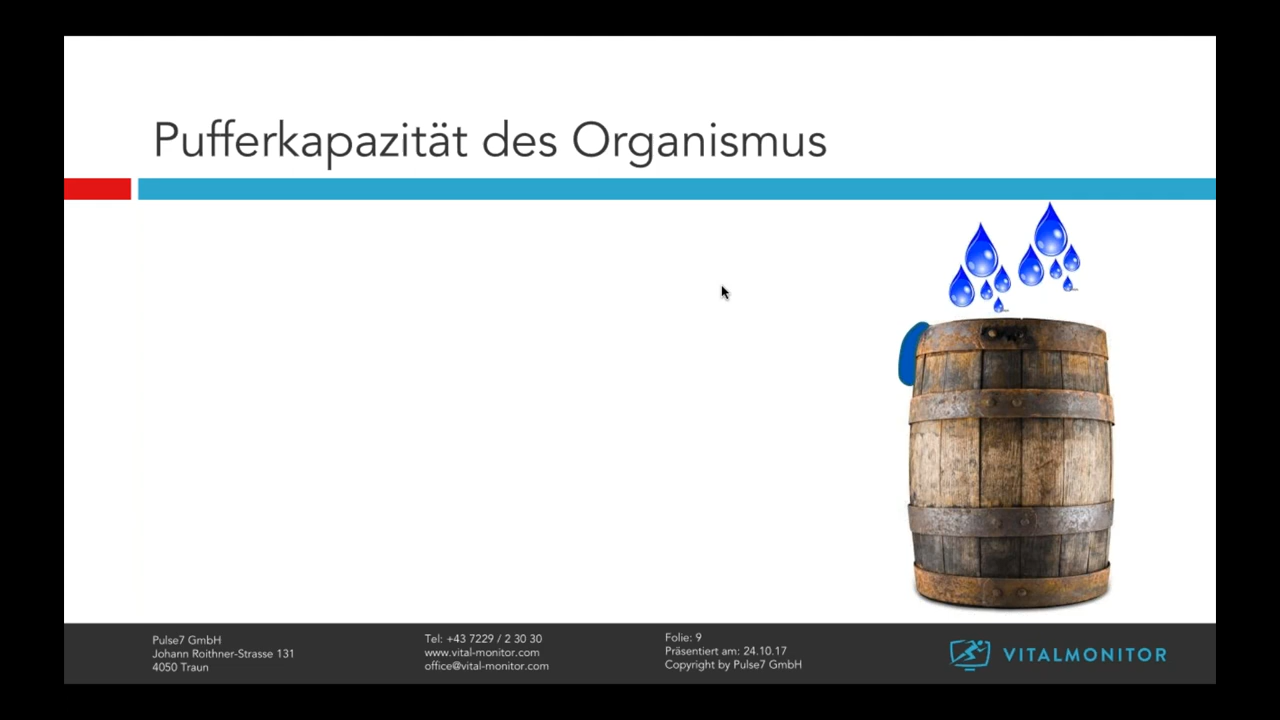 Pufferkapazität des Organismus
Pulse7 GmbH
Johann Roithner-Strasse 131
4050 Traun
Tel: +43 7229 / 2 30 30
www.vital-monitor.com
office@vital-monitor.com
Folie: 9
Präsentiert am: 24.10.17
Copyright by Pulse7 GmbH
VITALMONITOR